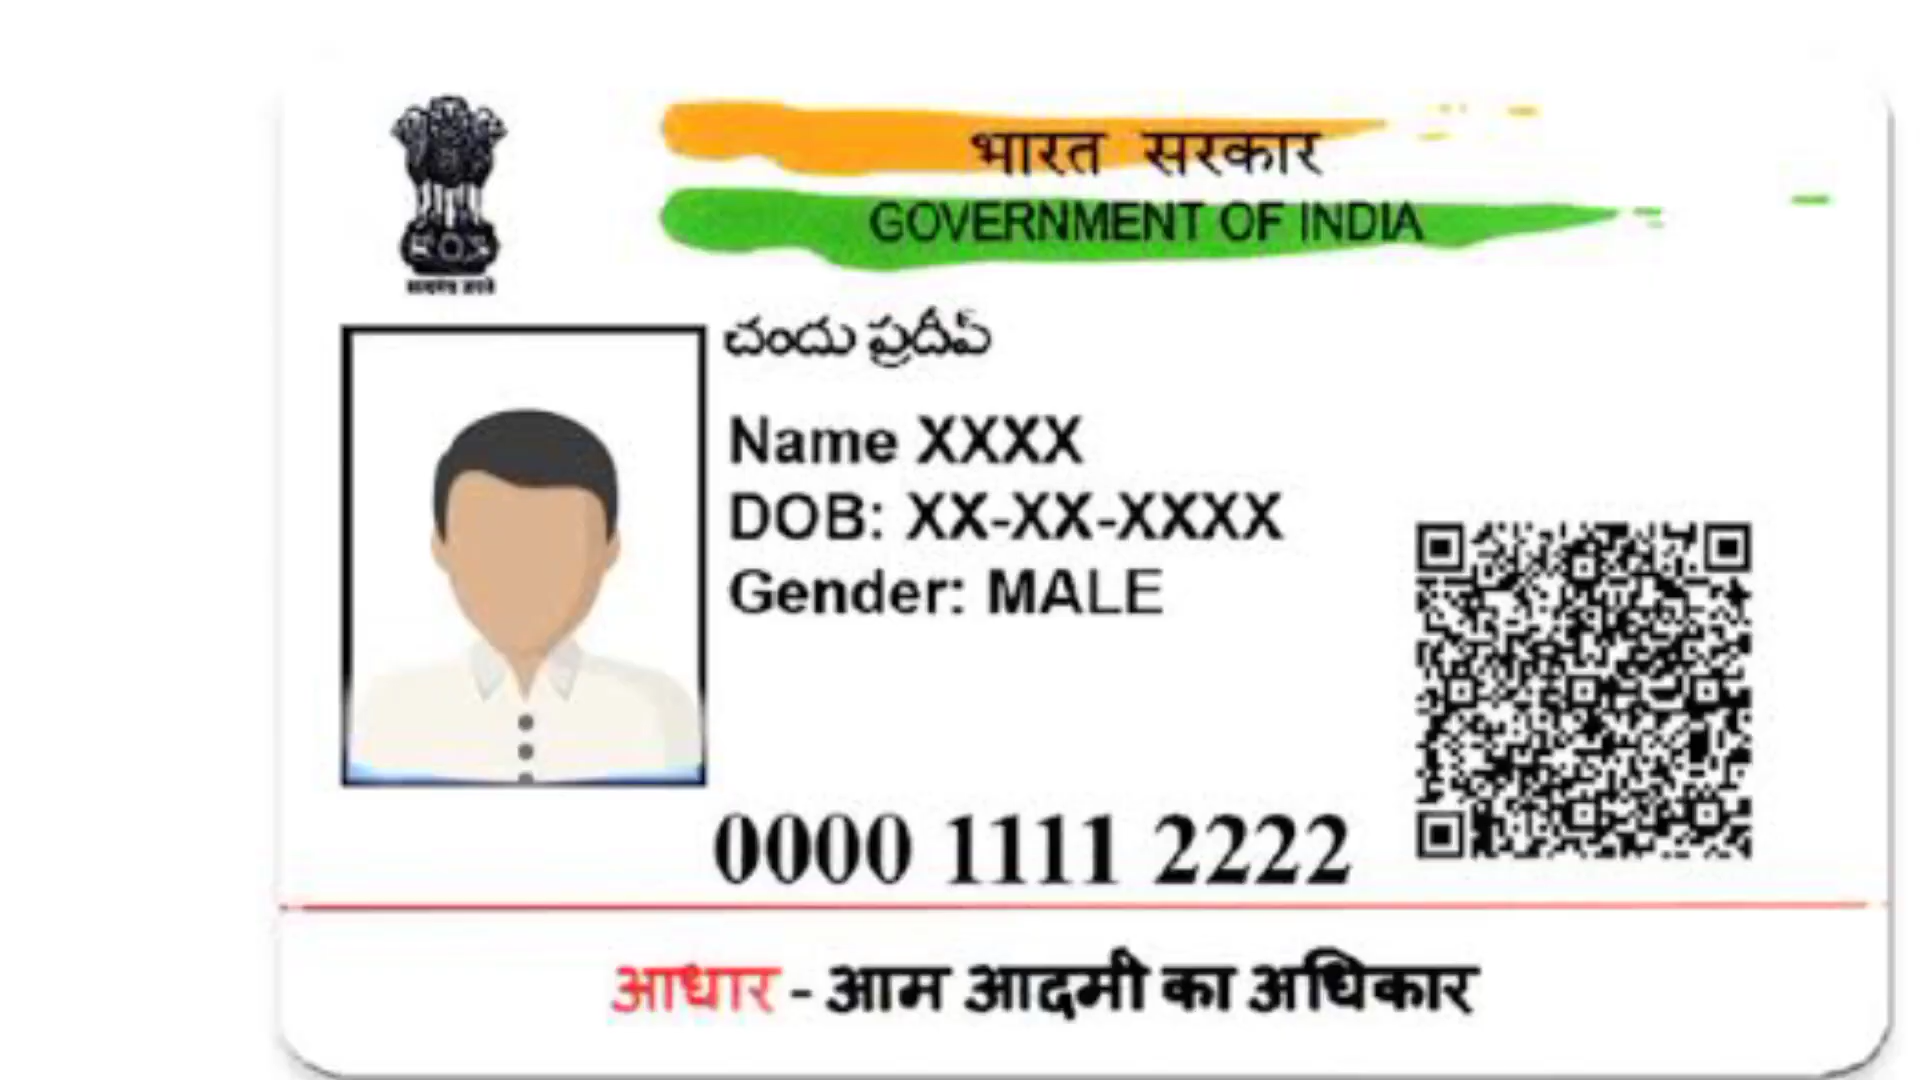 भारत सरकार
GOVERNMENT OF INDIA
చందు ప్రదీప్
Name XXXX
DOB: XX-XX-XXXX
Gender: MALE
0000 1111 2222
आधार - आम आदमी का अधिकार